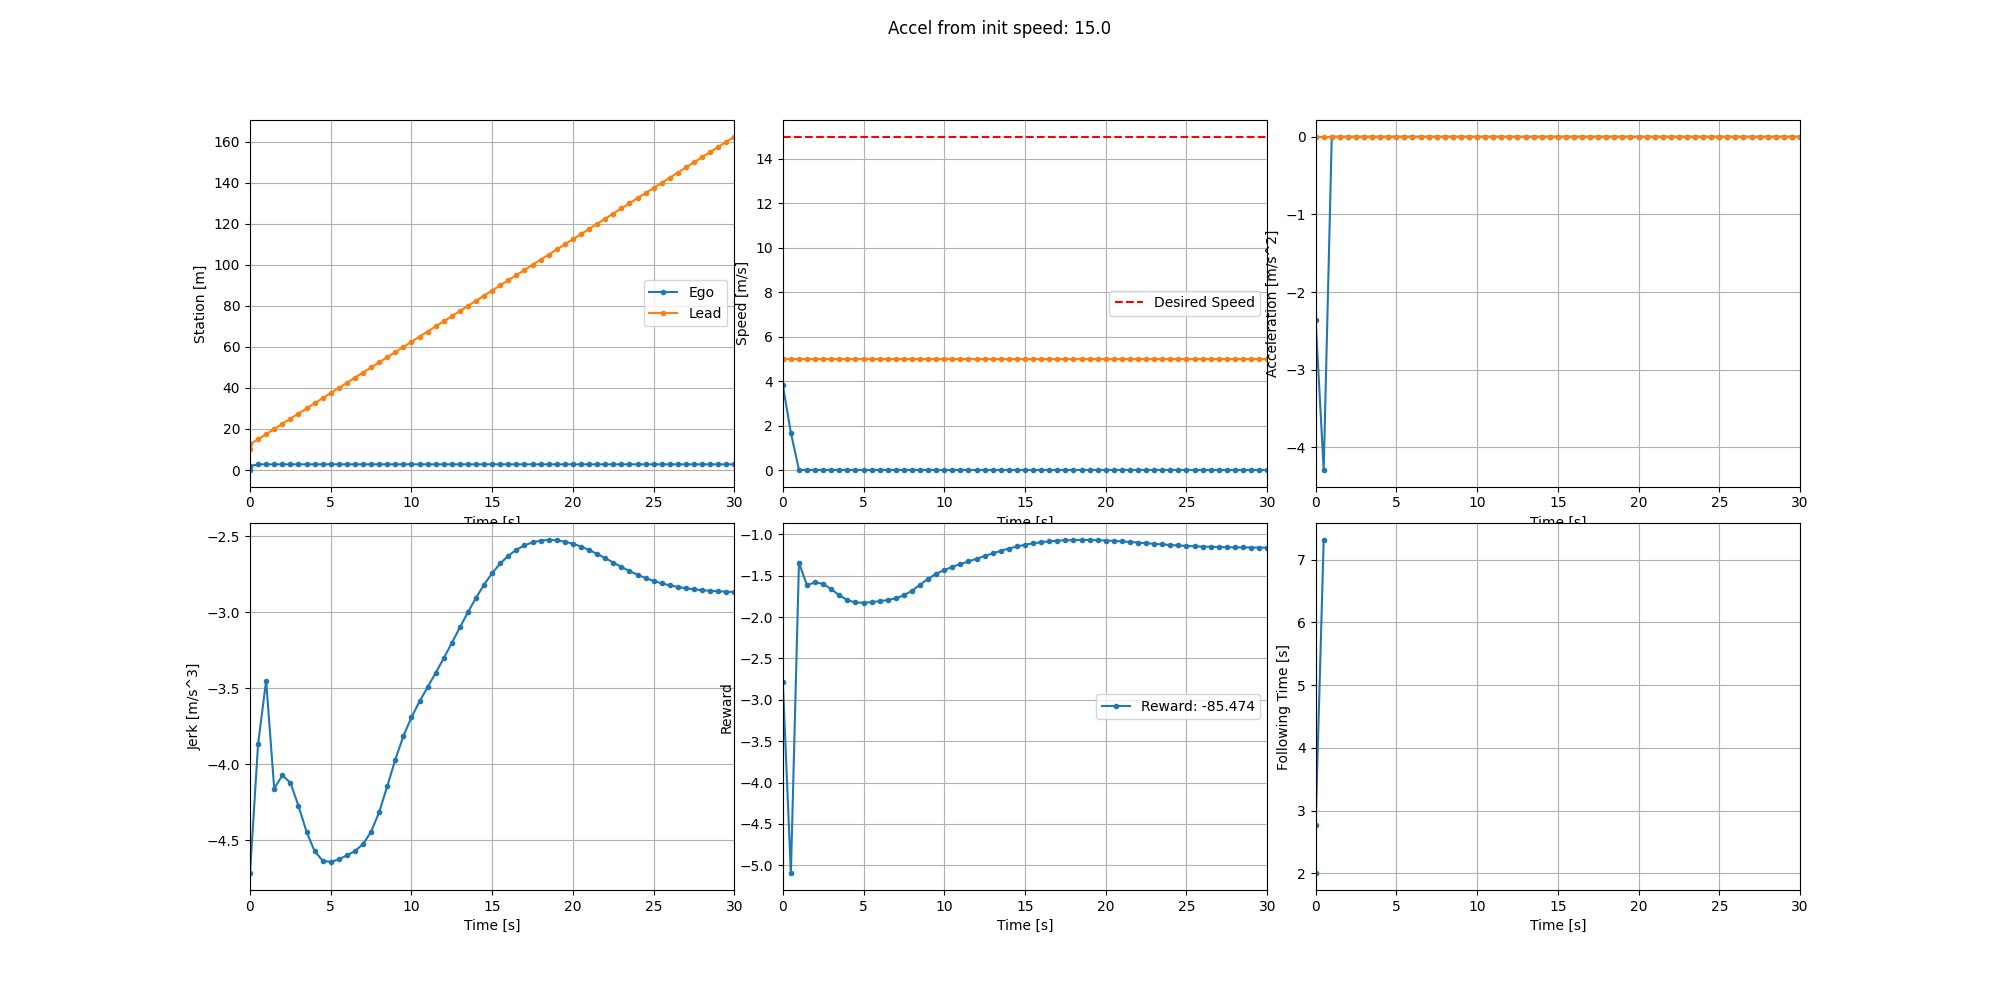 Accel from init speed: 15.0
Station [m]
160
140
120
100
80
60
40
20
0
Ego
Lead
0 5 10 15 20 25 30
Time [s]
Speed [m/s]
14
12
10
8
6
4
2
0
Desired Speed
0 5 10 15 20 25 30
Time [s]
Acceleration [m/s^2]
0
−1
−2
−3
−4
0 5 10 15 20 25 30
Time [s]
Jerk [m/s^3]
−2.5
−3.0
−3.5
−4.0
−4.5
0 5 10 15 20 25 30
Time [s]
Reward
−1.0
−1.5
−2.0
−2.5
−3.0
−3.5
−4.0
−4.5
−5.0
Reward: -85.474
0 5 10 15 20 25 30
Time [s]
Following Time [s]
7
6
5
4
3
2
0 5 10 15 20 25 30
Time [s]